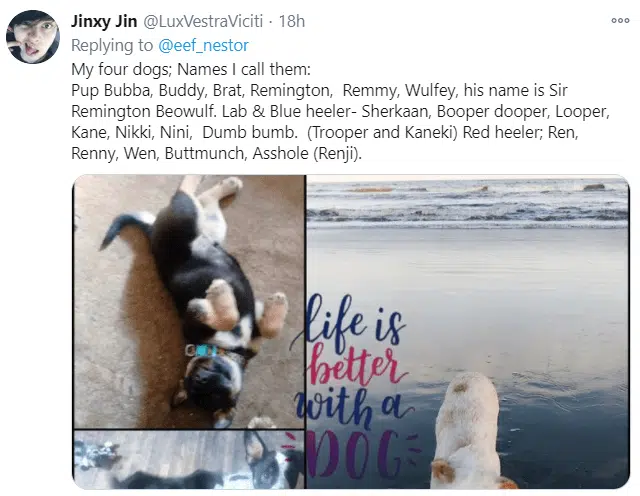 Jinxy Jin @LuxVestraViciti · 18h
Replying to @eef_nestor
My four dogs; Names I call them:
Pup Bubba, Buddy, Brat, Remington, Remmy, Wulfey, his name is Sir
Remington Beowulf. Lab & Blue heeler- Sherkaan, Booper dooper, Looper,
Kane, Nikki, Nini, Dumb bumb. (Trooper and Kaneki) Red heeler; Ren,
Renny, Wen, Buttmunch, Asshole (Renji).
life is
better
with a
DOG